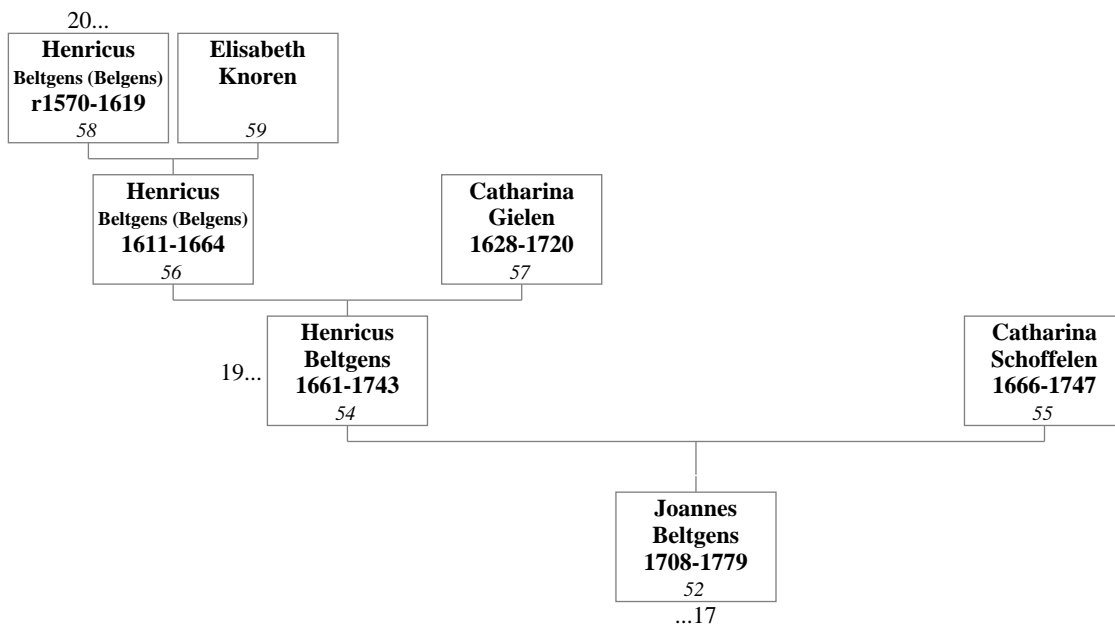 20...
Henricus
Beltgens (Belgens)
r1570-1619
58
Elisabeth
Knoren
59
Henricus
Beltgens (Belgens)
1611-1664
56
Catharina
Gielen
1628-1720
57
19...
Henricus
Beltgens
1661-1743
54
Catharina
Schoffelen
1666-1747
55
Joannes
Beltgens
1708-1779
52
...17